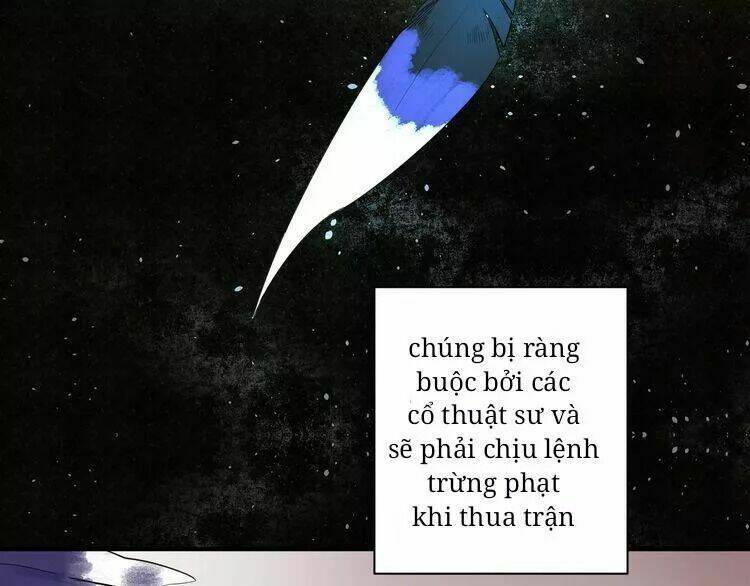 chúng bị ràng
buộc bởi các
cổ thuật sư và
sẽ phải chịu lệnh
trừng phạt
khi thua trận